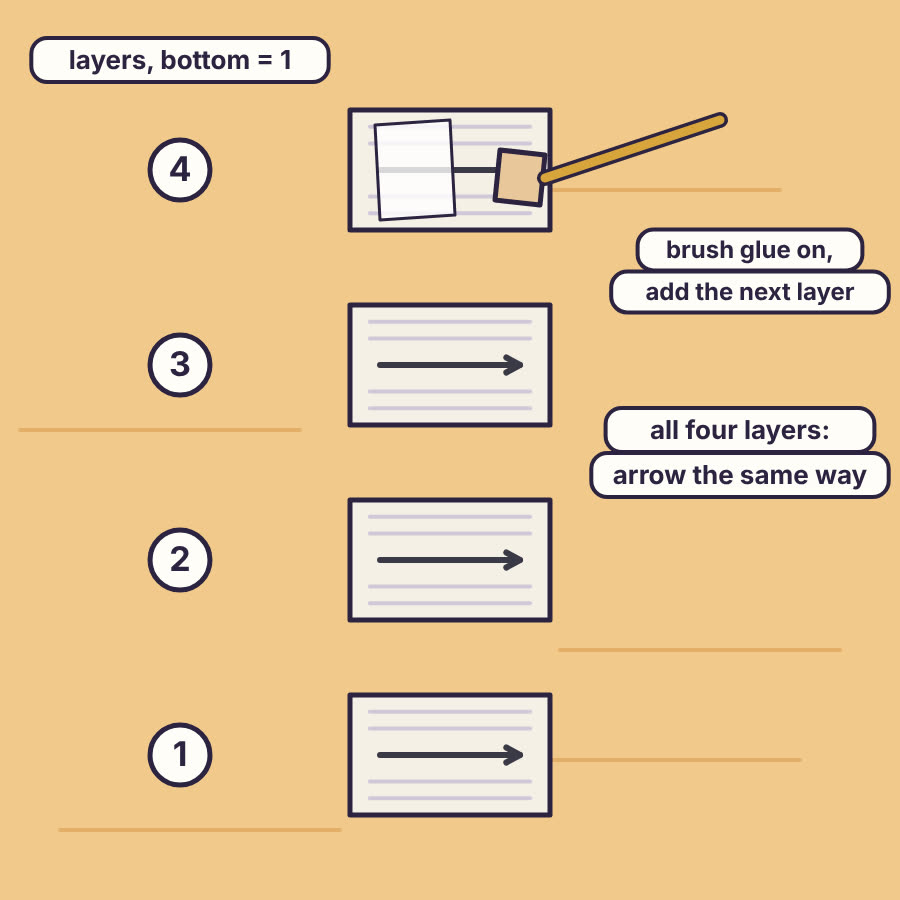 layers, bottom = 1
4
brush glue on,
add the next layer
3
all four layers:
arrow the same way
2
1